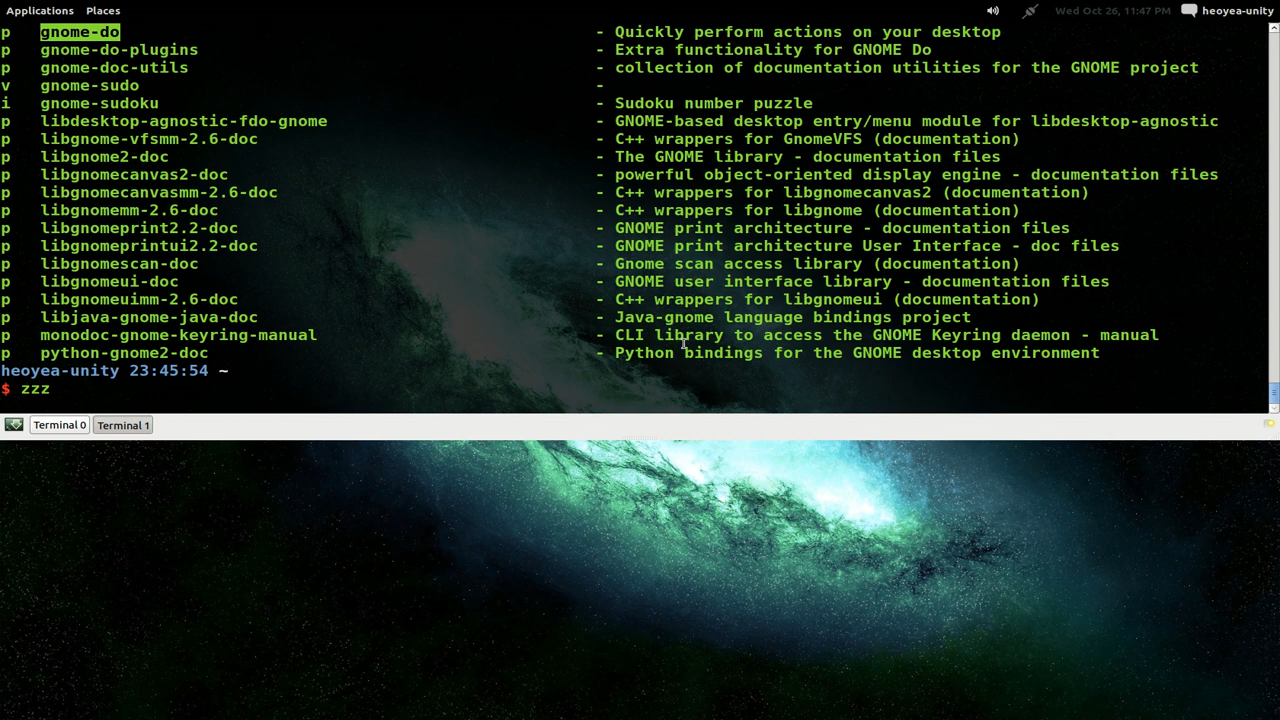 Applications Places Wed Oct 26, 11:47 PM heoyea-unity
p gnome-do - Quickly perform actions on your desktop
p gnome-do-plugins - Extra functionality for GNOME Do
p gnome-doc-utils - collection of documentation utilities for the GNOME project
v gnome-sudo -
i gnome-sudoku - Sudoku number puzzle
p libdesktop-agnostic-fdo-gnome - GNOME-based desktop entry/menu module for libdesktop-agnostic
p libgnome-vfsmm-2.6-doc - C++ wrappers for GnomeVFS (documentation)
p libgnome2-doc - The GNOME library - documentation files
p libgnomecanvas2-doc - powerful object-oriented display engine - documentation files
p libgnomecanvasmm-2.6-doc - C++ wrappers for libgnomecanvas2 (documentation)
p libgnomemm-2.6-doc - C++ wrappers for libgnome (documentation)
p libgnomeprint2.2-doc - GNOME print architecture - documentation files
p libgnomeprintui2.2-doc - GNOME print architecture User Interface - doc files
p libgnomescan-doc - Gnome scan access library (documentation)
p libgnomeui-doc - GNOME user interface library - documentation files
p libgnomeuimm-2.6-doc - C++ wrappers for libgnomeui (documentation)
p libjava-gnome-java-doc - Java-gnome language bindings project
p monodoc-gnome-keyring-manual - CLI library to access the GNOME Keyring daemon - manual
p python-gnome2-doc - Python bindings for the GNOME desktop environment
heoyea-unity 23:45:54 ~
$ zzz
Terminal 0 Terminal 1